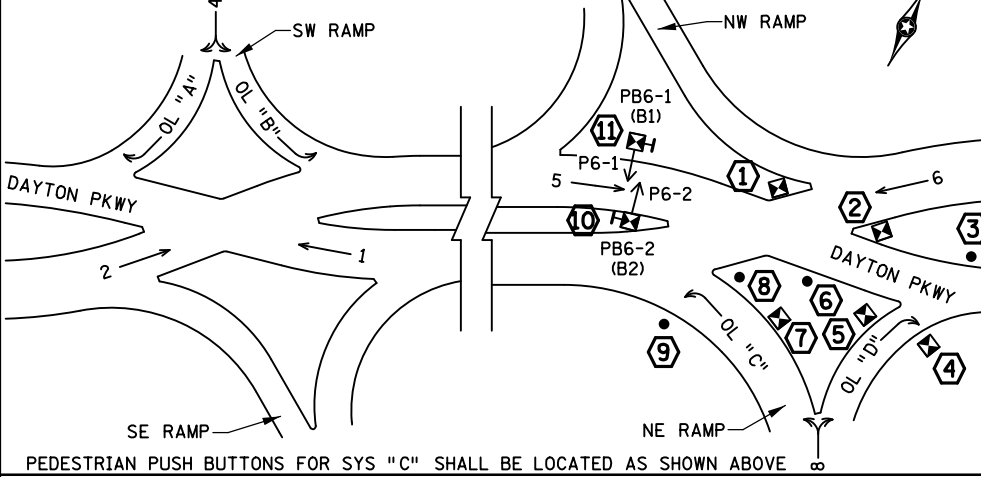 4
SW RAMP
NW RAMP
OL "A"
OL "B"
PB6-1
(B1)
11
P6-1
1
6
DAYTON PKWY
5
P6-2
2
3
10
PB6-2
(B2)
1
2
DAYTON PKWY
8
6
7
5
OL "C"
OL "D"
9
4
SE RAMP
NE RAMP
8
PEDESTRIAN PUSH BUTTONS FOR SYS "C" SHALL BE LOCATED AS SHOWN ABOVE